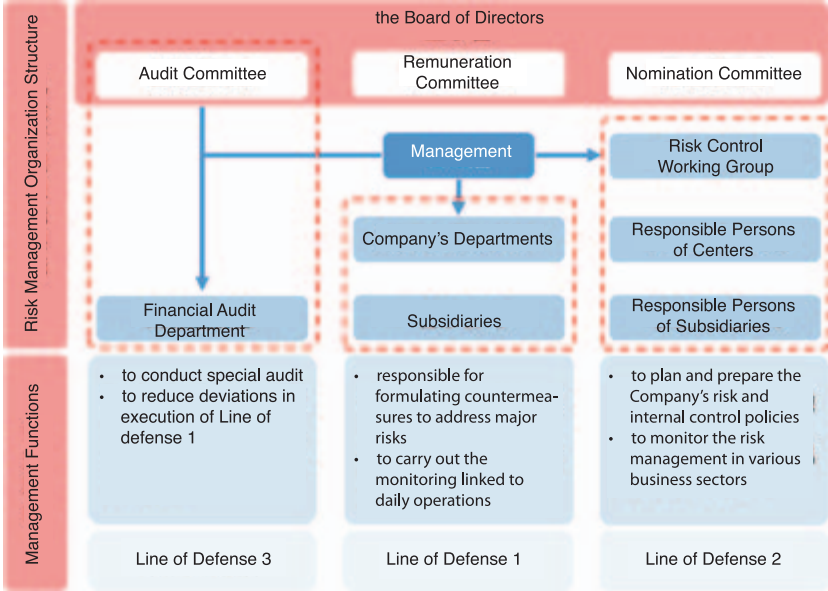 Risk Management Organization Structure
the Board of Directors
Audit Committee
Remuneration
Committee
Nomination Committee
Management
Risk Control
Working Group
Company's Departments
Responsible Persons
of Centers
Financial Audit
Department
Subsidiaries
Responsible Persons
of Subsidiaries
Management Functions
• to conduct special audit
• to reduce deviations in
execution of Line of
defense 1
• responsible for
formulating countermea-
sures to address major
risks
• to carry out the
monitoring linked to
daily operations
• to plan and prepare the
Company's risk and
internal control policies
• to monitor the risk
management in various
business sectors
Line of Defense 3
Line of Defense 1
Line of Defense 2